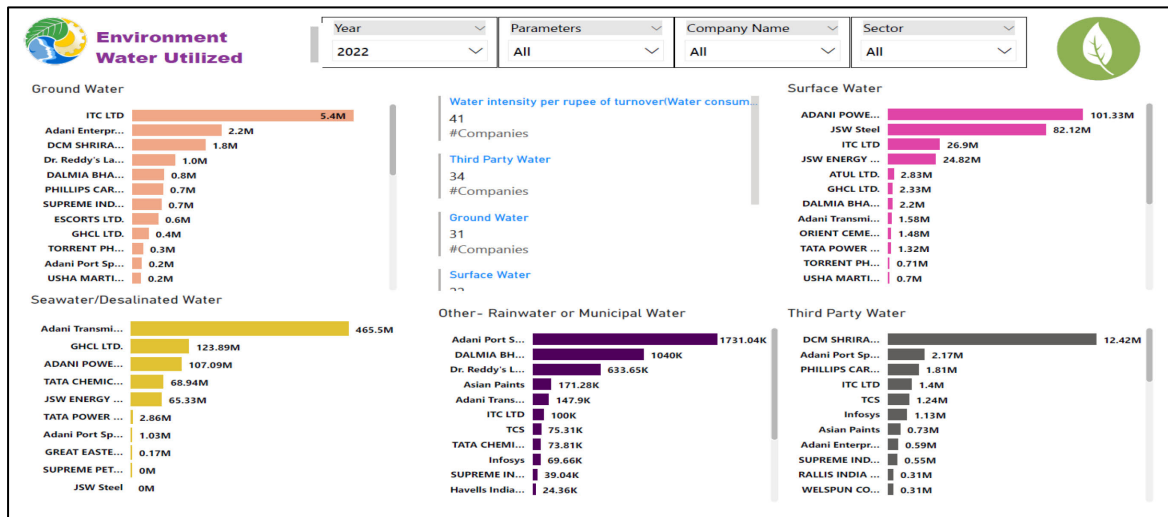 Environment
Water Utilized
Year
2022
Parameters
All
Company Name
All
Sector
All
Ground Water
ITC LTD 5.4M
Adani Enterpr... 2.2M
DCM SHRIRA... 1.8M
Dr. Reddy's La... 1.0M
DALMIA BHA... 0.8M
PHILLIPS CAR... 0.7M
SUPREME IND... 0.7M
ESCORTS LTD. 0.6M
GHCL LTD. 0.4M
TORRENT PH... 0.3M
Adani Port Sp... 0.2M
USHA MARTI... 0.2M
Water intensity per rupee of turnover(Water consum...
41
#Companies
Third Party Water
34
#Companies
Ground Water
31
#Companies
Surface Water
Surface Water
ADANI POWE... 101.33M
JSW Steel 82.12M
ITC LTD 26.9M
JSW ENERGY ... 24.82M
ATUL LTD. 2.83M
GHCL LTD. 2.33M
DALMIA BHA... 2.2M
Adani Transmi... 1.58M
ORIENT CEME... 1.48M
TATA POWER ... 1.32M
TORRENT PH... 0.71M
USHA MARTI... 0.7M
Seawater/Desalinated Water
Adani Transmi... 465.5M
GHCL LTD. 123.89M
ADANI POWE... 107.09M
TATA CHEMIC... 68.94M
JSW ENERGY ... 65.33M
TATA POWER ... 2.86M
Adani Port Sp... 1.03M
GREAT EASTE... 0.17M
SUPREME PET... 0M
JSW Steel 0M
Other- Rainwater or Municipal Water
Adani Port S... 1731.04K
DALMIA BH... 1040K
Dr. Reddy's L... 633.65K
Asian Paints 171.28K
Adani Trans... 147.9K
ITC LTD 100K
TCS 75.31K
TATA CHEMI... 73.81K
Infosys 69.66K
SUPREME IN... 39.04K
Havells India... 24.36K
Third Party Water
DCM SHRIRA... 12.42M
Adani Port Sp... 2.17M
PHILLIPS CAR... 1.81M
ITC LTD 1.4M
TCS 1.24M
Infosys 1.13M
Asian Paints 0.73M
Adani Enterpr... 0.59M
SUPREME IND... 0.55M
RALLIS INDIA ... 0.31M
WELSPUN CO... 0.31M